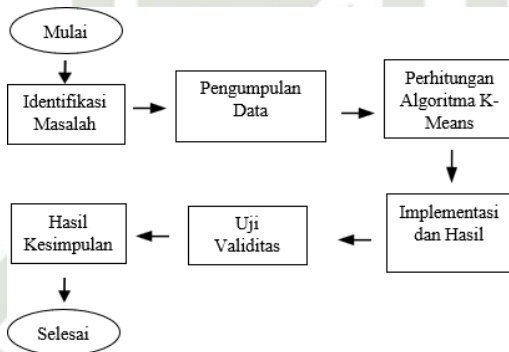 Mulai
Identifikasi
Masalah
Pengumpulan
Data
Perhitungan
Algoritma K-
Means
Implementasi
dan Hasil
Uji
Validitas
Hasil
Kesimpulan
Selesai